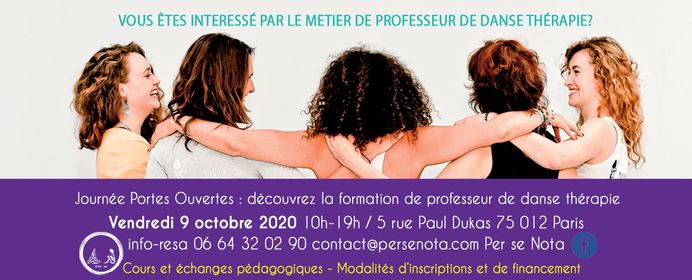 VOUS ÊTES INTERESSÉ PAR LE METIER DE PROFESSEUR DE DANSE THÉRAPIE?
Journée Portes Ouvertes : découvrez la formation de professeur de danse thérapie
Vendredi 9 octobre 2020 10h-19h / 5 rue Paul Dukas 75 012 Paris
info-resa 06 64 32 02 90 contact@persenota.com Per se Nota f
Cours et échanges pédagogiques - Modalités d'inscriptions et de financement